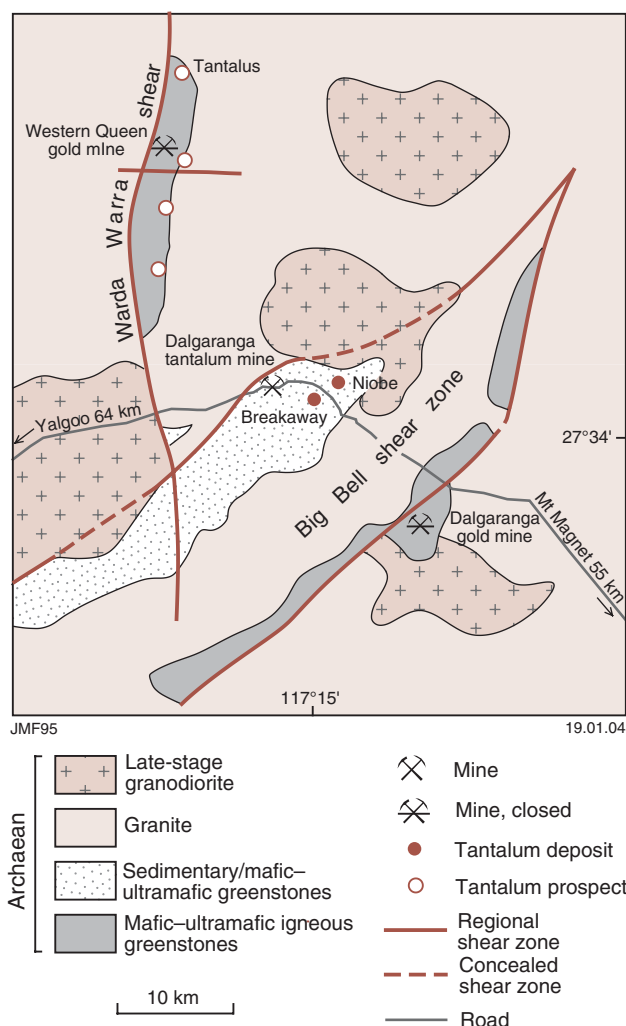 Tantalus
Western Queen
gold mIne
Warda Warra shear
Dalgaranga
tantalum mine
Niobe
Breakaway
Yalgoo 64 km
27°34'
Big Bell shear zone
Dalgaranga
gold mine
Mt Magnet 55 km
117°15'
JMF95
19.01.04
Archaean
Late-stage
granodiorite
Granite
Sedimentary/mafic–
ultramafic greenstones
Mafic–ultramafic igneous
greenstones
10 km
Mine
Mine, closed
Tantalum deposit
Tantalum prospect
Regional
shear zone
Concealed
shear zone
Road